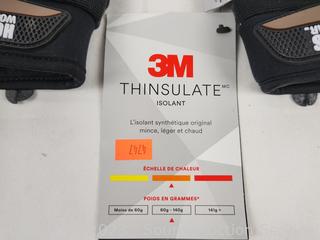 3M
THINSULATE MC
ISOLANT
L'isolant synthétique original
mince, léger et chaud
ÉCHELLE DE CHALEUR
POIDS EN GRAMMES*
Moins de 60g
60g - 140g
141g +